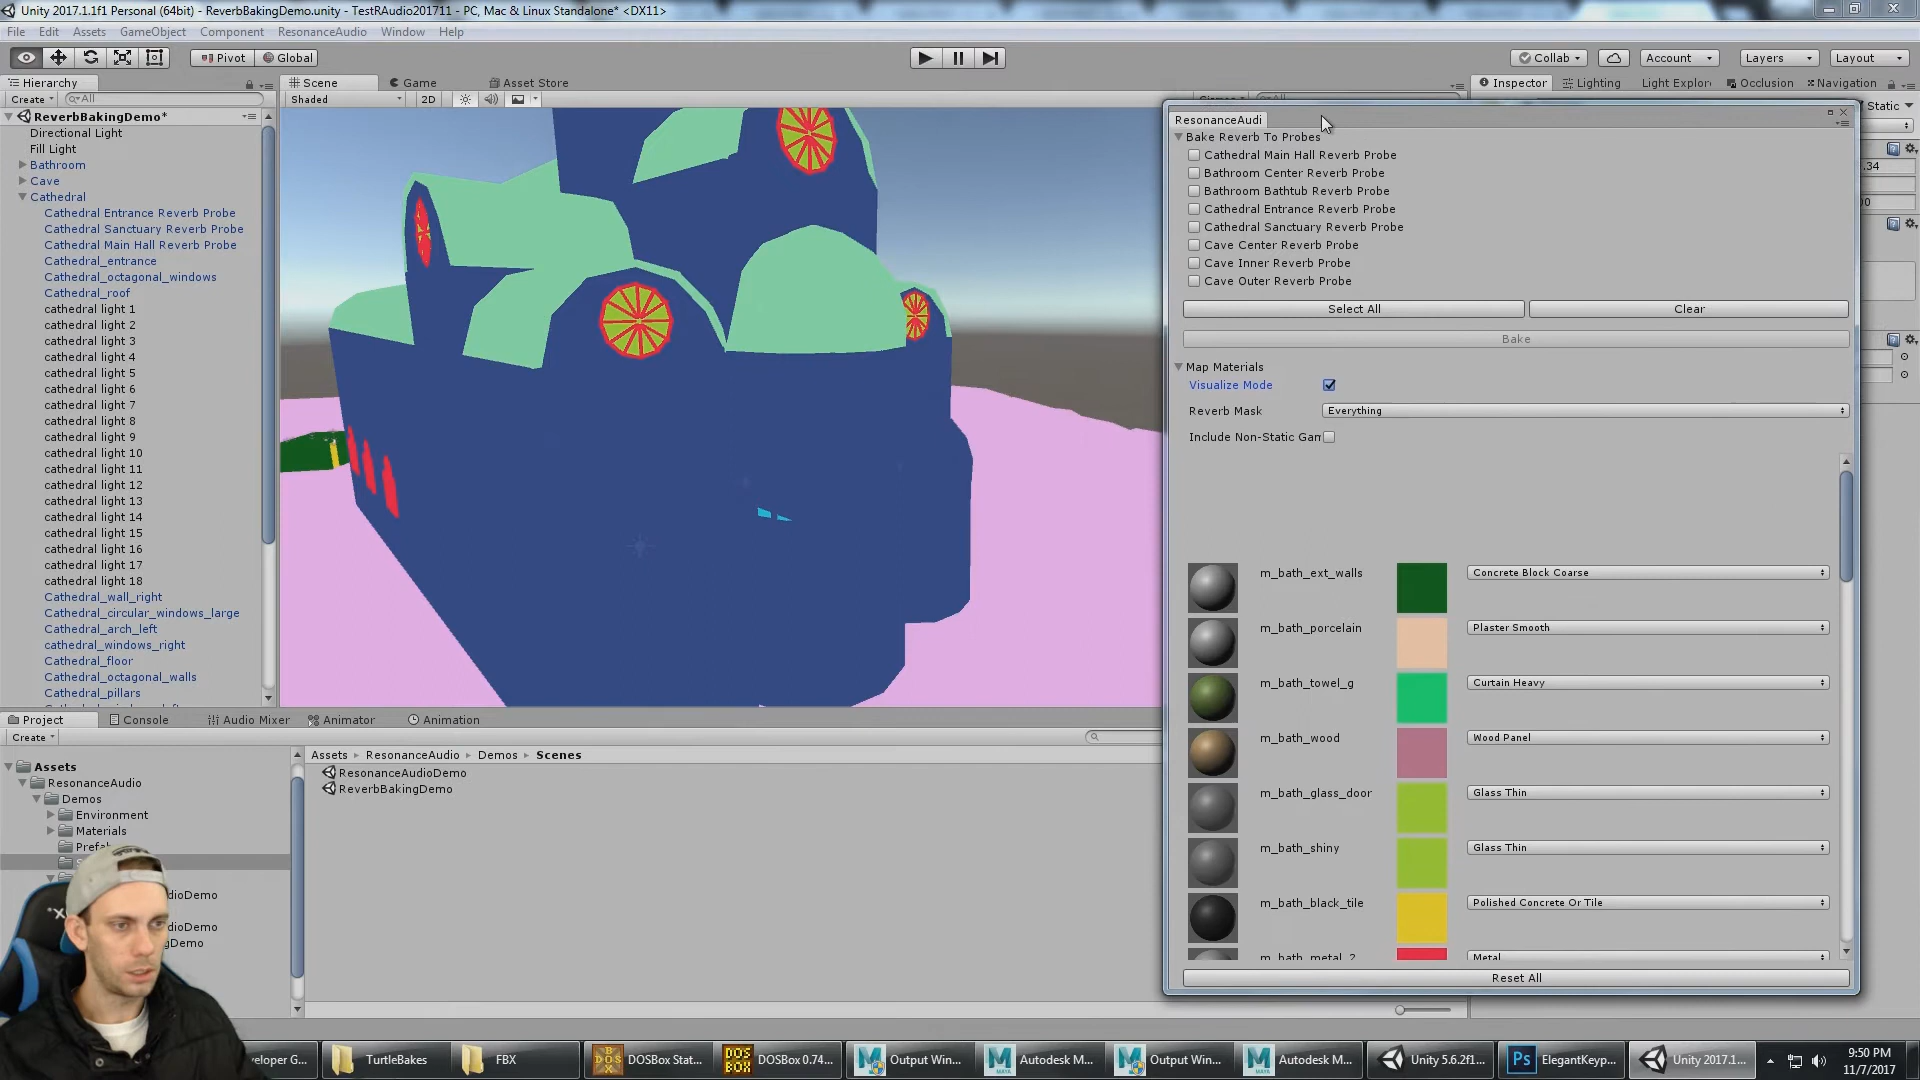 Unity 2017.1.1f1 Personal (64bit) - ReverbBakingDemo.unity - TestRAudio201711 - PC, Mac & Linux Standalone* <DX11>
File Edit Assets GameObject Component ResonanceAudio Window Help
Pivot Global Collab Account Layers Layout
Hierarchy
Create All
ReverbBakingDemo*
Directional Light
Fill Light
Bathroom
Cave
Cathedral
Cathedral Entrance Reverb Probe
Cathedral Sanctuary Reverb Probe
Cathedral Main Hall Reverb Probe
Cathedral_entrance
Cathedral_octagonal_windows
Cathedral_roof
cathedral light 1
cathedral light 2
cathedral light 3
cathedral light 4
cathedral light 5
cathedral light 6
cathedral light 7
cathedral light 8
cathedral light 9
cathedral light 10
cathedral light 11
cathedral light 12
cathedral light 13
cathedral light 14
cathedral light 15
cathedral light 16
cathedral light 17
cathedral light 18
Cathedral_wall_right
Cathedral_circular_windows_large
Cathedral_arch_left
cathedral_windows_right
Cathedral_floor
Cathedral_octagonal_walls
Cathedral_pillars
Scene Game Asset Store
Shaded 2D
Inspector Lighting Light Explor Occlusion Navigation
Static
.34
ResonanceAudi
Bake Reverb To Probes
Cathedral Main Hall Reverb Probe
Bathroom Center Reverb Probe
Bathroom Bathtub Reverb Probe
Cathedral Entrance Reverb Probe
Cathedral Sanctuary Reverb Probe
Cave Center Reverb Probe
Cave Inner Reverb Probe
Cave Outer Reverb Probe
Select All Clear
Bake
Map Materials
Visualize Mode
Reverb Mask Everything
Include Non-Static Gam
m_bath_ext_walls Concrete Block Coarse
m_bath_porcelain Plaster Smooth
m_bath_towel_g Curtain Heavy
m_bath_wood Wood Panel
m_bath_glass_door Glass Thin
m_bath_shiny Glass Thin
m_bath_black_tile Polished Concrete Or Tile
m_bath_metal_2 Metal
Reset All
Project Console Audio Mixer Animator Animation
Create
Assets
ResonanceAudio
Demos
Environment
Materials
Prefab
dioDemo
dioDemo
ngDemo
Assets ResonanceAudio Demos Scenes
ResonanceAudioDemo
ReverbBakingDemo
veloper G... TurtleBakes FBX DOSBox Stat... DOSBox 0.74... Output Win... Autodesk M... Output Win... Autodesk M... Unity 5.6.2f1... ElegantKeyp... Unity 2017.1...
9:50 PM
11/7/2017